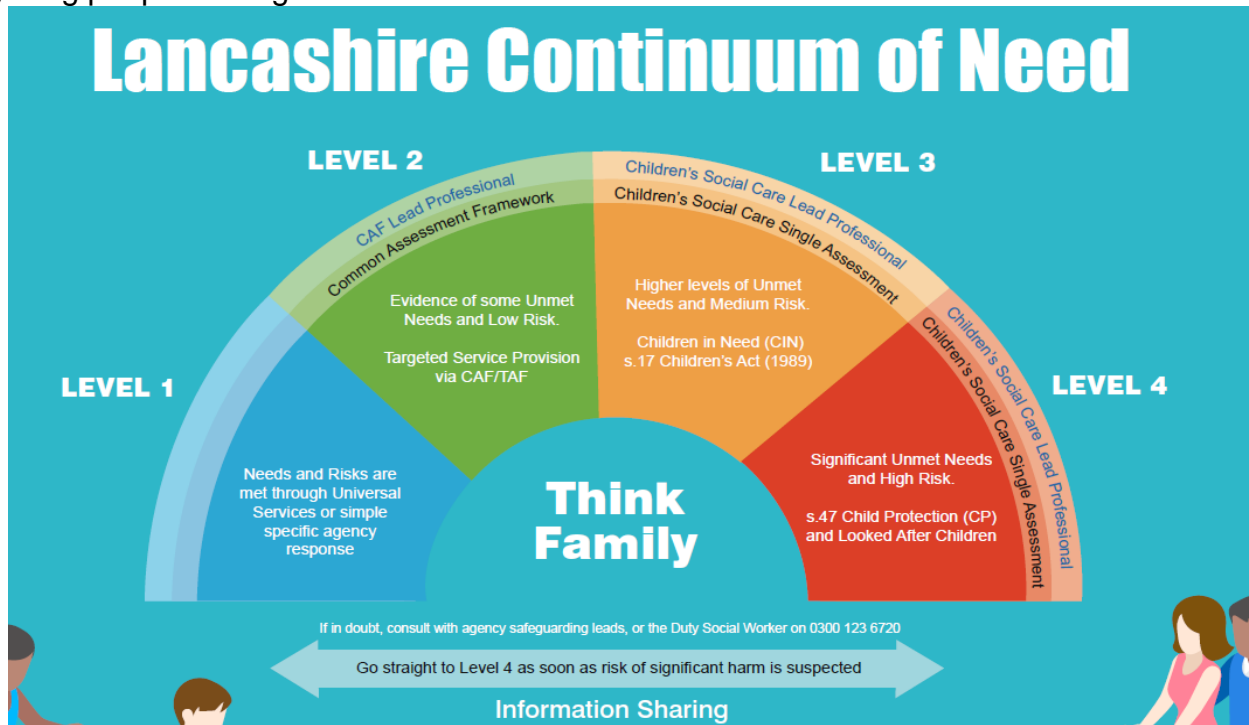 Lancashire Continuum of Need
LEVEL 1
Needs and Risks are
met through Universal
Services or simple
specific agency
response
LEVEL 2
CAF Lead Professional
Common Assessment Framework
Evidence of some Unmet
Needs and Low Risk.
Targeted Service Provision
via CAF/TAF
LEVEL 3
Children's Social Care Lead Professional
Children's Social Care Single Assessment
Higher levels of Unmet
Needs and Medium Risk.
Children in Need (CIN)
s.17 Children's Act (1989)
LEVEL 4
Children's Social Care Lead Professional
Children's Social Care Single Assessment
Significant Unmet Needs
and High Risk.
s.47 Child Protection (CP)
and Looked After Children
Think
Family
If in doubt, consult with agency safeguarding leads, or the Duty Social Worker on 0300 123 6720
Go straight to Level 4 as soon as risk of significant harm is suspected
Information Sharing